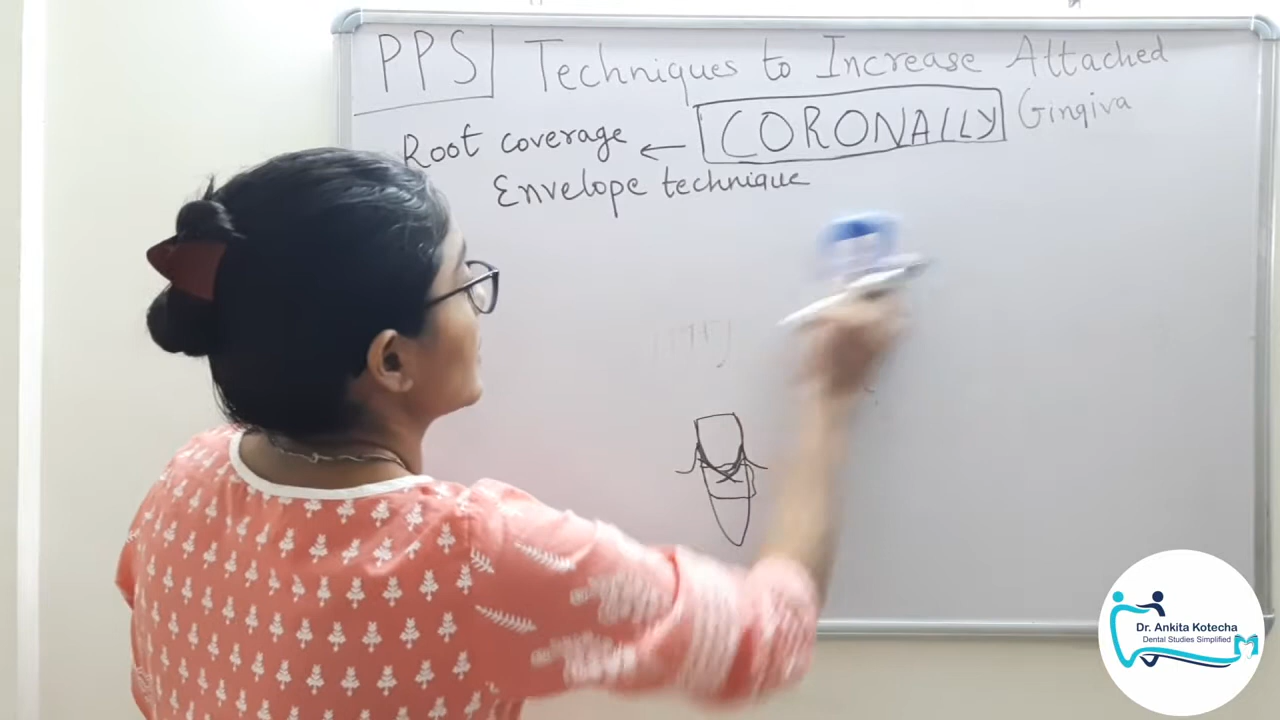 PPS Techniques to Increase Attached
Root coverage ← CORONALLY Gingiva
Envelope technique
Dr. Ankita Kotecha
Dental Studies Simplified